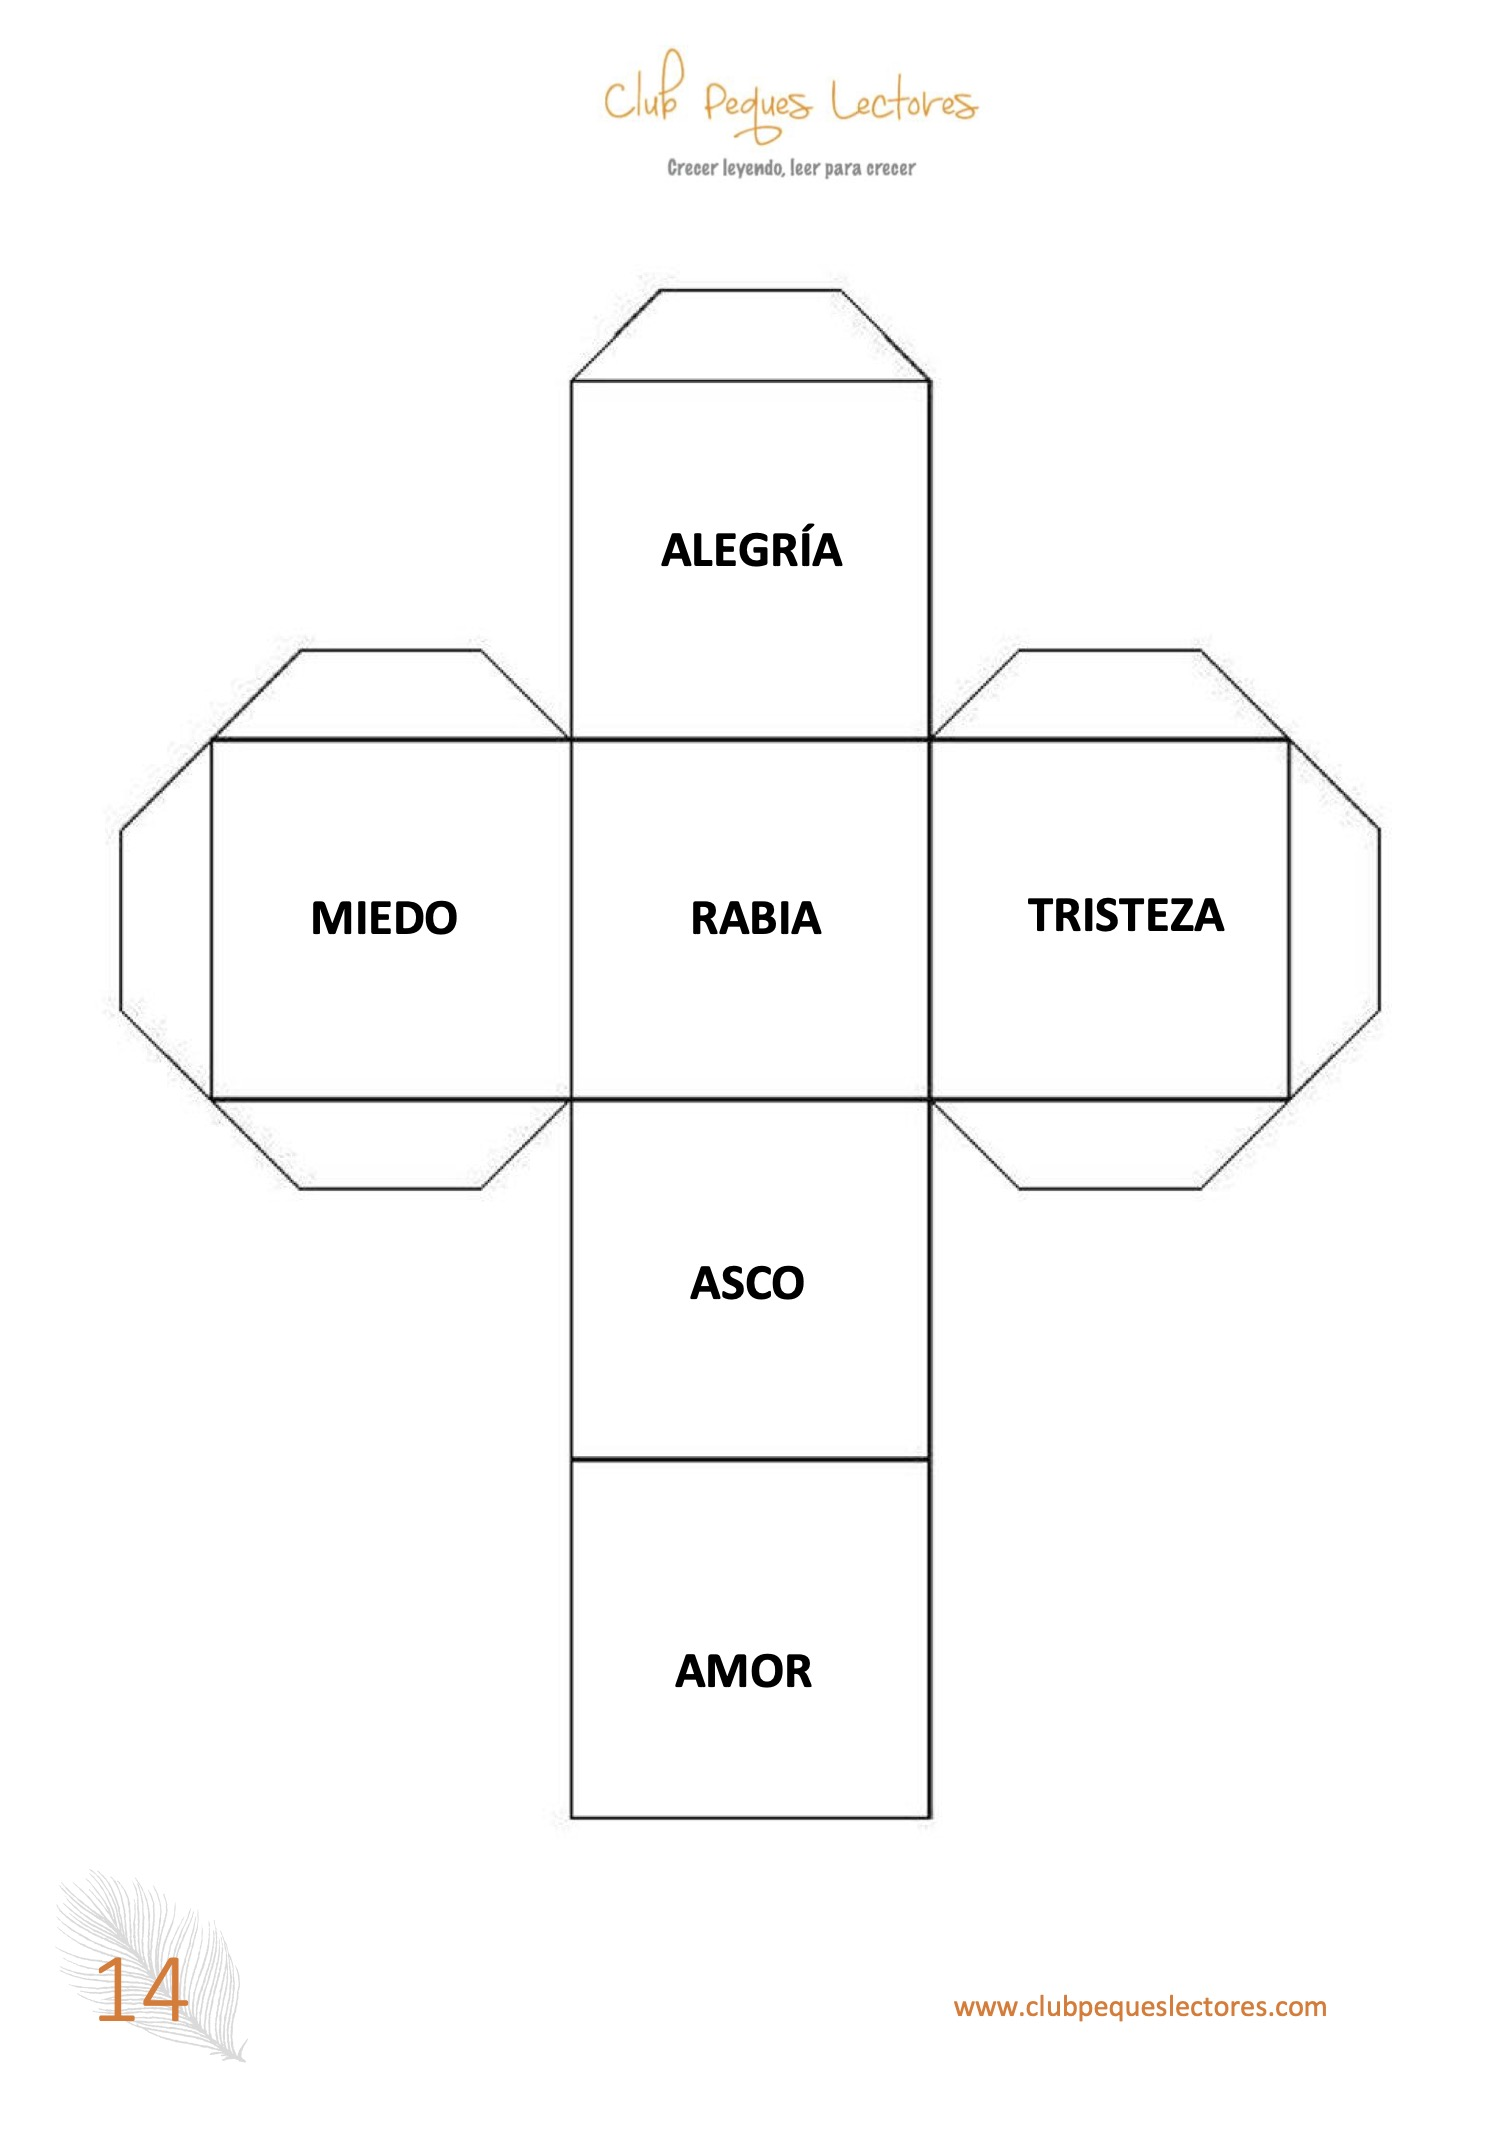 Club Peques Lectores
Crecer leyendo, leer para crecer
ALEGRÍA
MIEDO
RABIA
TRISTEZA
ASCO
AMOR
14
www.clubpequeslectores.com